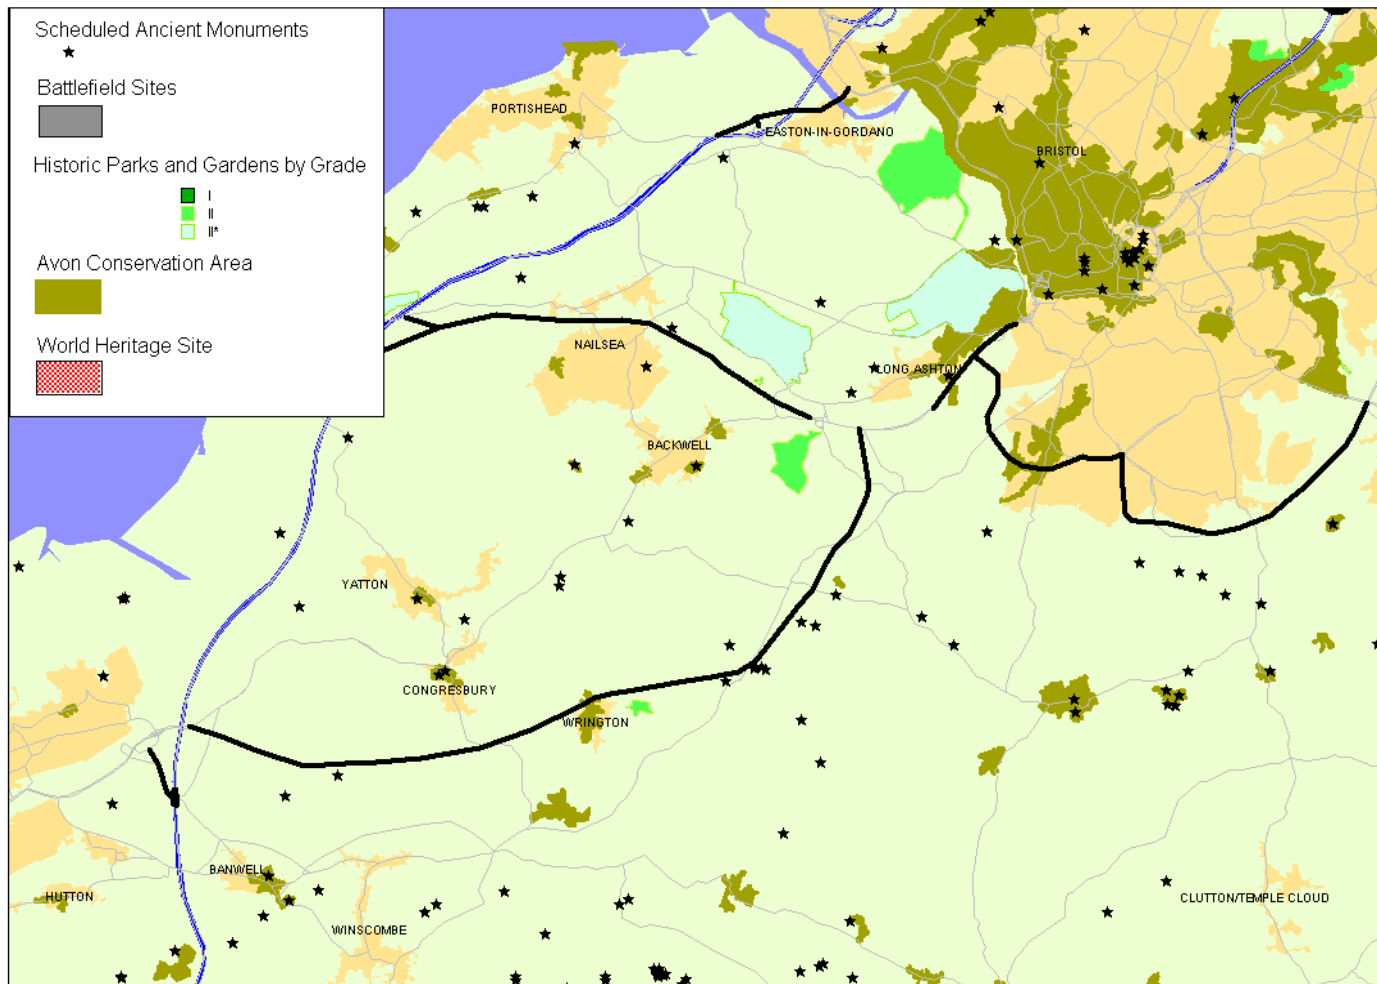 Scheduled Ancient Monuments
Battlefield Sites
Historic Parks and Gardens by Grade
I
II
II*
Avon Conservation Area
World Heritage Site
PORTISHEAD
EASTON-IN-GORDANO
BRISTOL
NAILSEA
LONG ASHTON
BACKWELL
YATTON
CONGRESBURY
WRINGTON
BANWELL
HUTTON
WINSCOMBE
CLUTTON/TEMPLE CLOUD